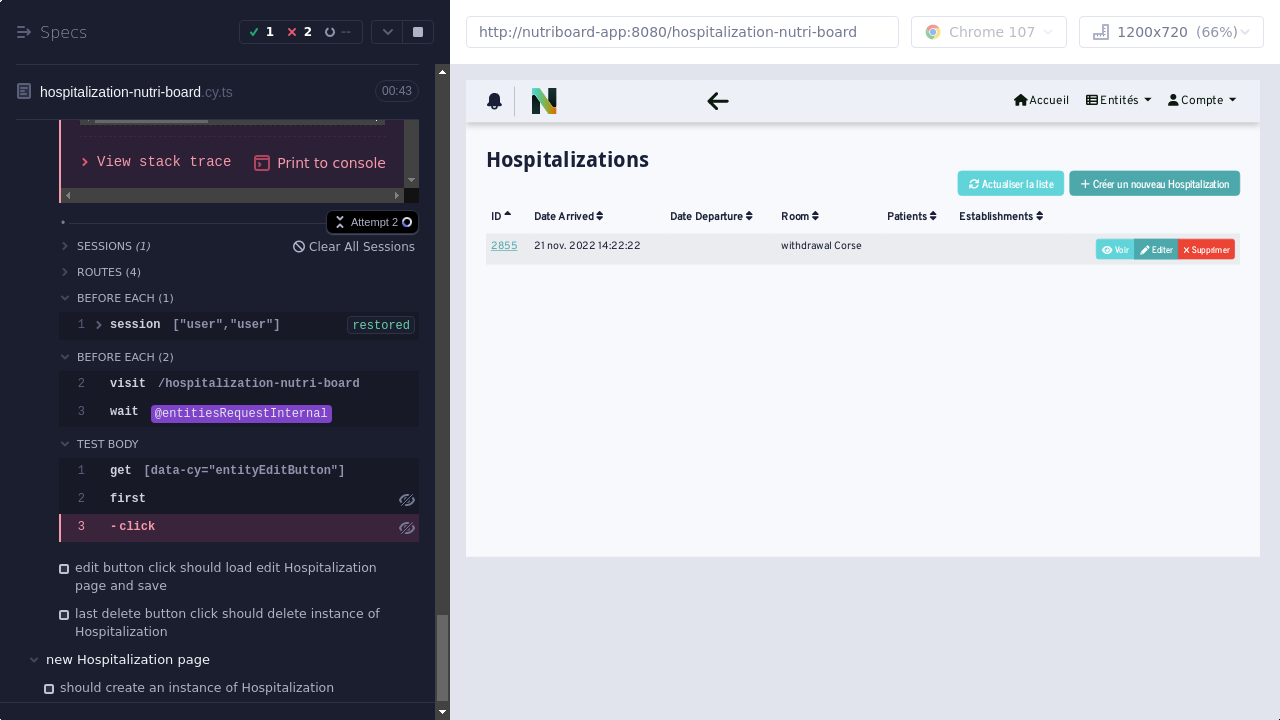 Specs
1
2
--
hospitalization-nutri-board.cy.ts
00:43
View stack trace
Print to console
Attempt 2
SESSIONS (1)
Clear All Sessions
ROUTES (4)
BEFORE EACH (1)
1 session ["user","user"] restored
BEFORE EACH (2)
2 visit /hospitalization-nutri-board
3 wait @entitiesRequestInternal
TEST BODY
1 get [data-cy="entityEditButton"]
2 first
3 -click
edit button click should load edit Hospitalization
page and save
last delete button click should delete instance of
Hospitalization
new Hospitalization page
should create an instance of Hospitalization
http://nutriboard-app:8080/hospitalization-nutri-board
Chrome 107
1200x720 (66%)
N
Accueil
Entités
Compte
Hospitalizations
Actualiser la liste
Créer un nouveau Hospitalization
ID Date Arrived Date Departure Room Patients Establishments
2855 21 nov. 2022 14:22:22 withdrawal Corse Voir Editer Supprimer